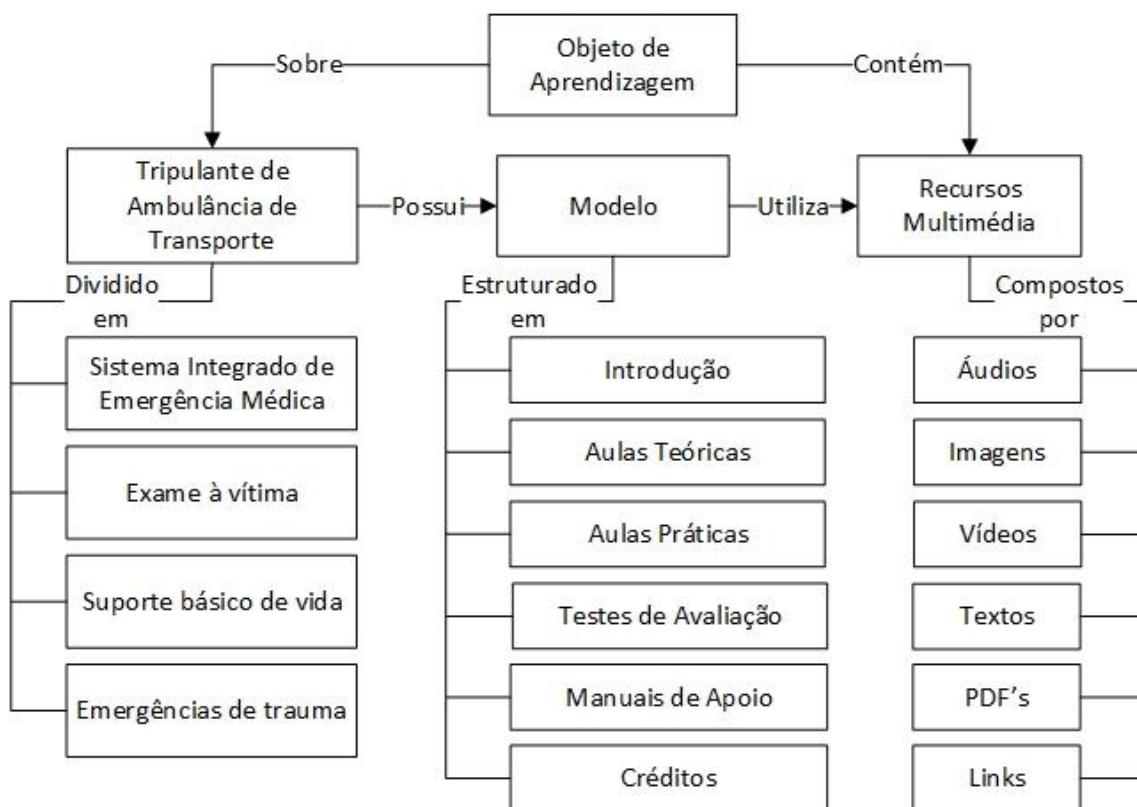 Objeto de
Aprendizagem
Sobre
Contém
Tripulante de
Ambulância de
Transporte
Possui
Modelo
Utiliza
Recursos
Multimédia
Dividido
em
Sistema Integrado de
Emergência Médica
Exame à vítima
Suporte básico de vida
Emergências de trauma
Estruturado
em
Introdução
Aulas Teóricas
Aulas Práticas
Testes de Avaliação
Manuais de Apoio
Créditos
Compostos
por
Áudios
Imagens
Vídeos
Textos
PDF’s
Links